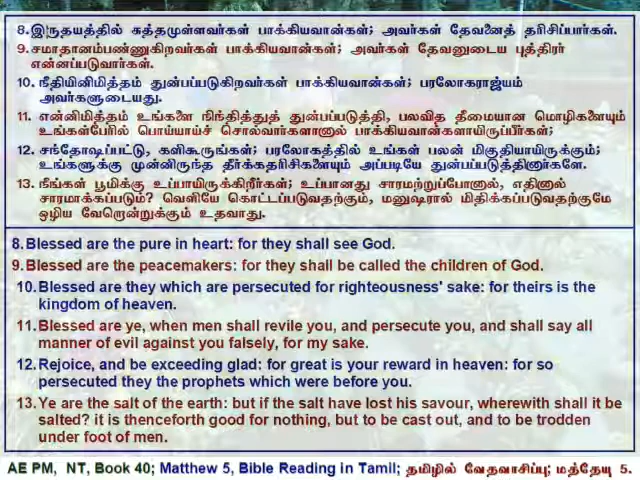 8. இருதயத்தில் சுத்தமுள்ளவர்கள் பாக்கியவான்கள்; அவர்கள் தேவனைத் தரிசிப்பார்கள்.
9. சமாதானம்பண்ணுகிறவர்கள் பாக்கியவான்கள்; அவர்கள் தேவனுடைய புத்திரர்
என்னப்படுவார்கள்.
10. நீதியினிமித்தம் துன்பப்படுகிறவர்கள் பாக்கியவான்கள்; பரலோகராஜ்யம்
அவர்களுடையது.
11. என்னிமித்தம் உங்களை நிந்தித்துத் துன்பப்படுத்தி, பலவித தீமையான மொழிகளையும்
உங்கள்பேரில் பொய்யாய்ச் சொல்வார்களானால் பாக்கியவான்களாயிருப்பீர்கள்;
12. சந்தோஷப்பட்டு, களிகூருங்கள்; பரலோகத்தில் உங்கள் பலன் மிகுதியாயிருக்கும்;
உங்களுக்கு முன்னிருந்த தீர்க்கதரிசிகளையும் அப்படியே துன்பப்படுத்தினார்களே.
13. நீங்கள் பூமிக்கு உப்பாயிருக்கிறீர்கள்; உப்பானது சாரமற்றுப்போனால், எதினால்
சாரமாக்கப்படும்? வெளியே கொட்டப்படுவதற்கும், மனுஷரால் மிதிக்கப்படுவதற்குமே
ஒழிய வேறொன்றுக்கும் உதவாது.
8. Blessed are the pure in heart: for they shall see God.
9. Blessed are the peacemakers: for they shall be called the children of God.
10. Blessed are they which are persecuted for righteousness' sake: for theirs is the
kingdom of heaven.
11. Blessed are ye, when men shall revile you, and persecute you, and shall say all
manner of evil against you falsely, for my sake.
12. Rejoice, and be exceeding glad: for great is your reward in heaven: for so
persecuted they the prophets which were before you.
13. Ye are the salt of the earth: but if the salt have lost his savour, wherewith shall it be
salted? it is thenceforth good for nothing, but to be cast out, and to be trodden
under foot of men.
AE PM, NT, Book 40; Matthew 5, Bible Reading in Tamil; தமிழில் வேதவாசிப்பு; மத்தேயு 5.